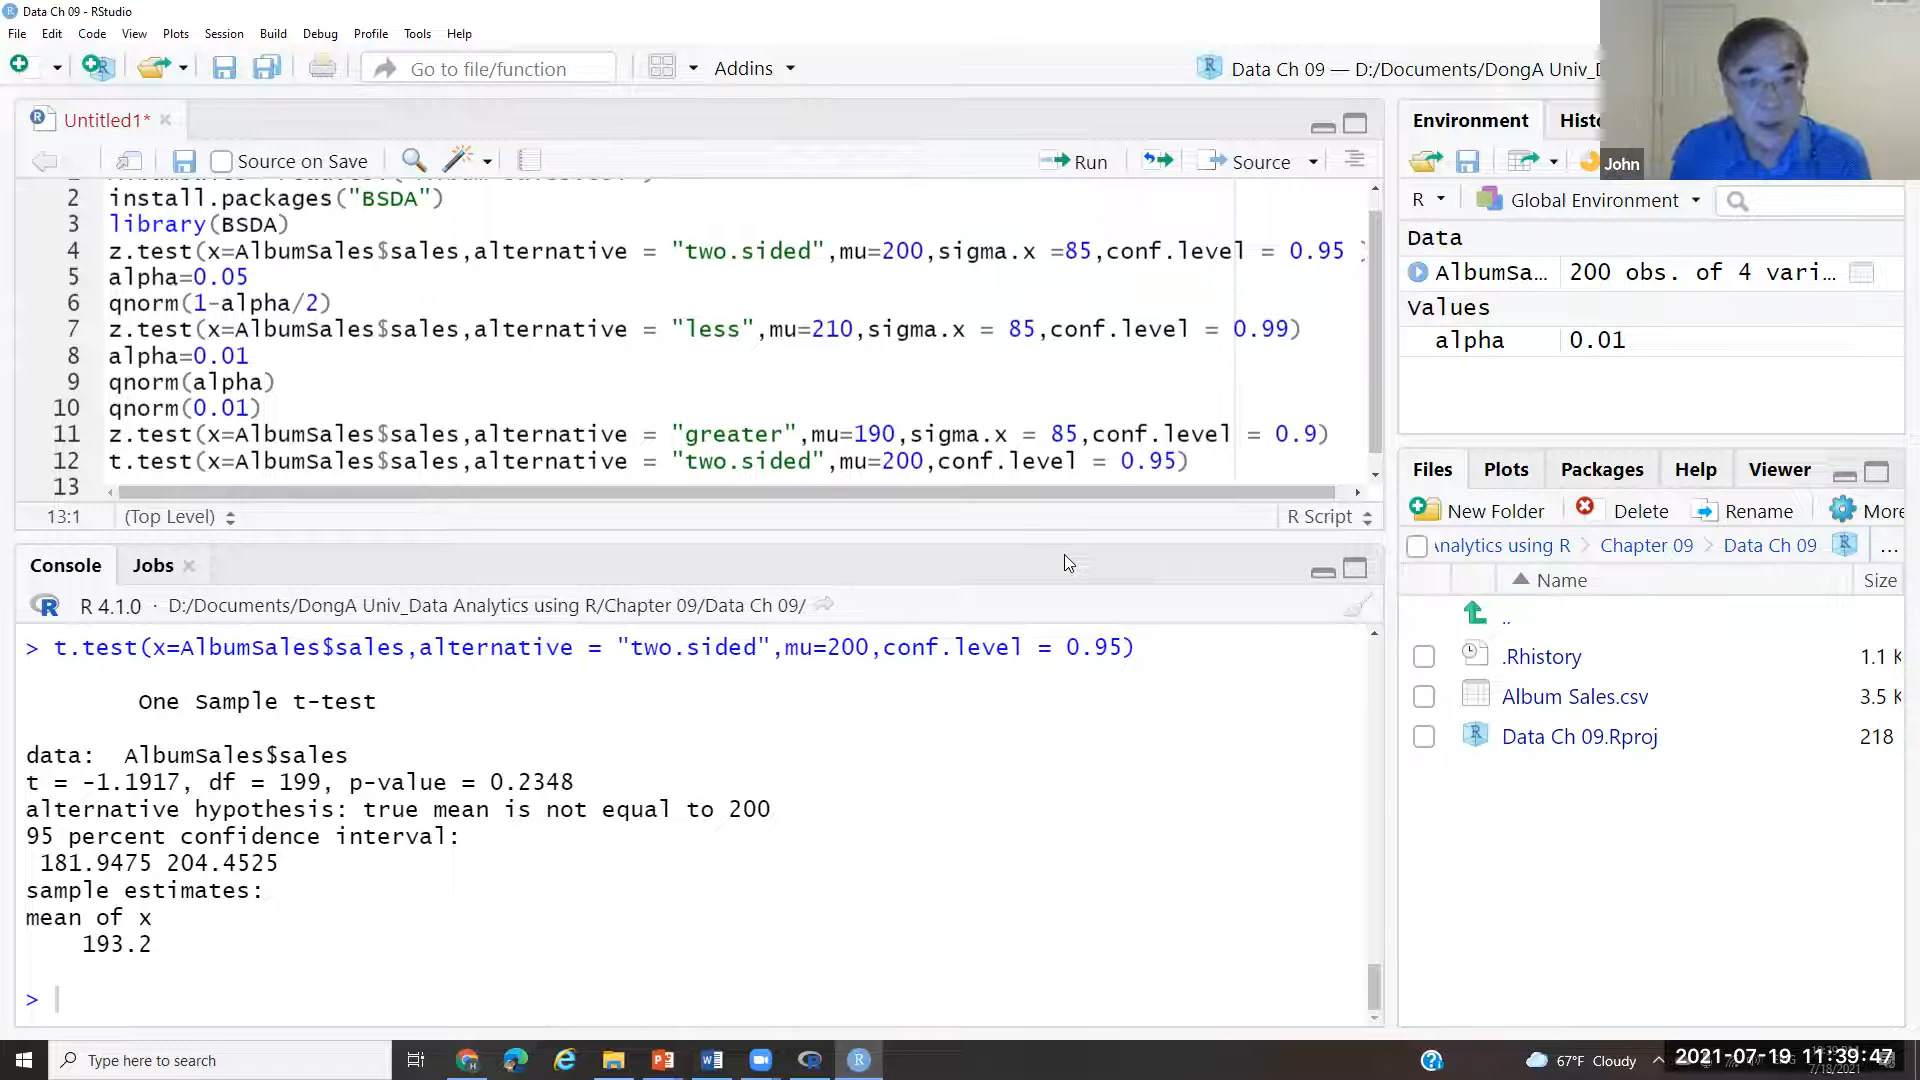 Data Ch 09 - RStudio
File Edit Code View Plots Session Build Debug Profile Tools Help
Go to file/function
Addins
Data Ch 09 — D:/Documents/DongA Univ_D
Untitled1*
Source on Save
Run
Source
2 install.packages("BSDA")
3 library(BSDA)
4 z.test(x=AlbumSales$sales,alternative = "two.sided",mu=200,sigma.x =85,conf.level = 0.95 )
5 alpha=0.05
6 qnorm(1-alpha/2)
7 z.test(x=AlbumSales$sales,alternative = "less",mu=210,sigma.x = 85,conf.level = 0.99)
8 alpha=0.01
9 qnorm(alpha)
10 qnorm(0.01)
11 z.test(x=AlbumSales$sales,alternative = "greater",mu=190,sigma.x = 85,conf.level = 0.9)
12 t.test(x=AlbumSales$sales,alternative = "two.sided",mu=200,conf.level = 0.95)
13
13:1 (Top Level) R Script
Console Jobs
R 4.1.0 · D:/Documents/DongA Univ_Data Analytics using R/Chapter 09/Data Ch 09/
> t.test(x=AlbumSales$sales,alternative = "two.sided",mu=200,conf.level = 0.95)
One Sample t-test
data: AlbumSales$sales
t = -1.1917, df = 199, p-value = 0.2348
alternative hypothesis: true mean is not equal to 200
95 percent confidence interval:
181.9475 204.4525
sample estimates:
mean of x
193.2
>
Environment Histo
John
R Global Environment
Data
AlbumSa... 200 obs. of 4 vari...
Values
alpha 0.01
Files Plots Packages Help Viewer
New Folder Delete Rename More
Analytics using R Chapter 09 Data Ch 09 ...
Name Size
..
.Rhistory 1.1 K
Album Sales.csv 3.5 K
Data Ch 09.Rproj 218
Type here to search
67°F Cloudy
2021-07-19 11:39:47
7/18/2021